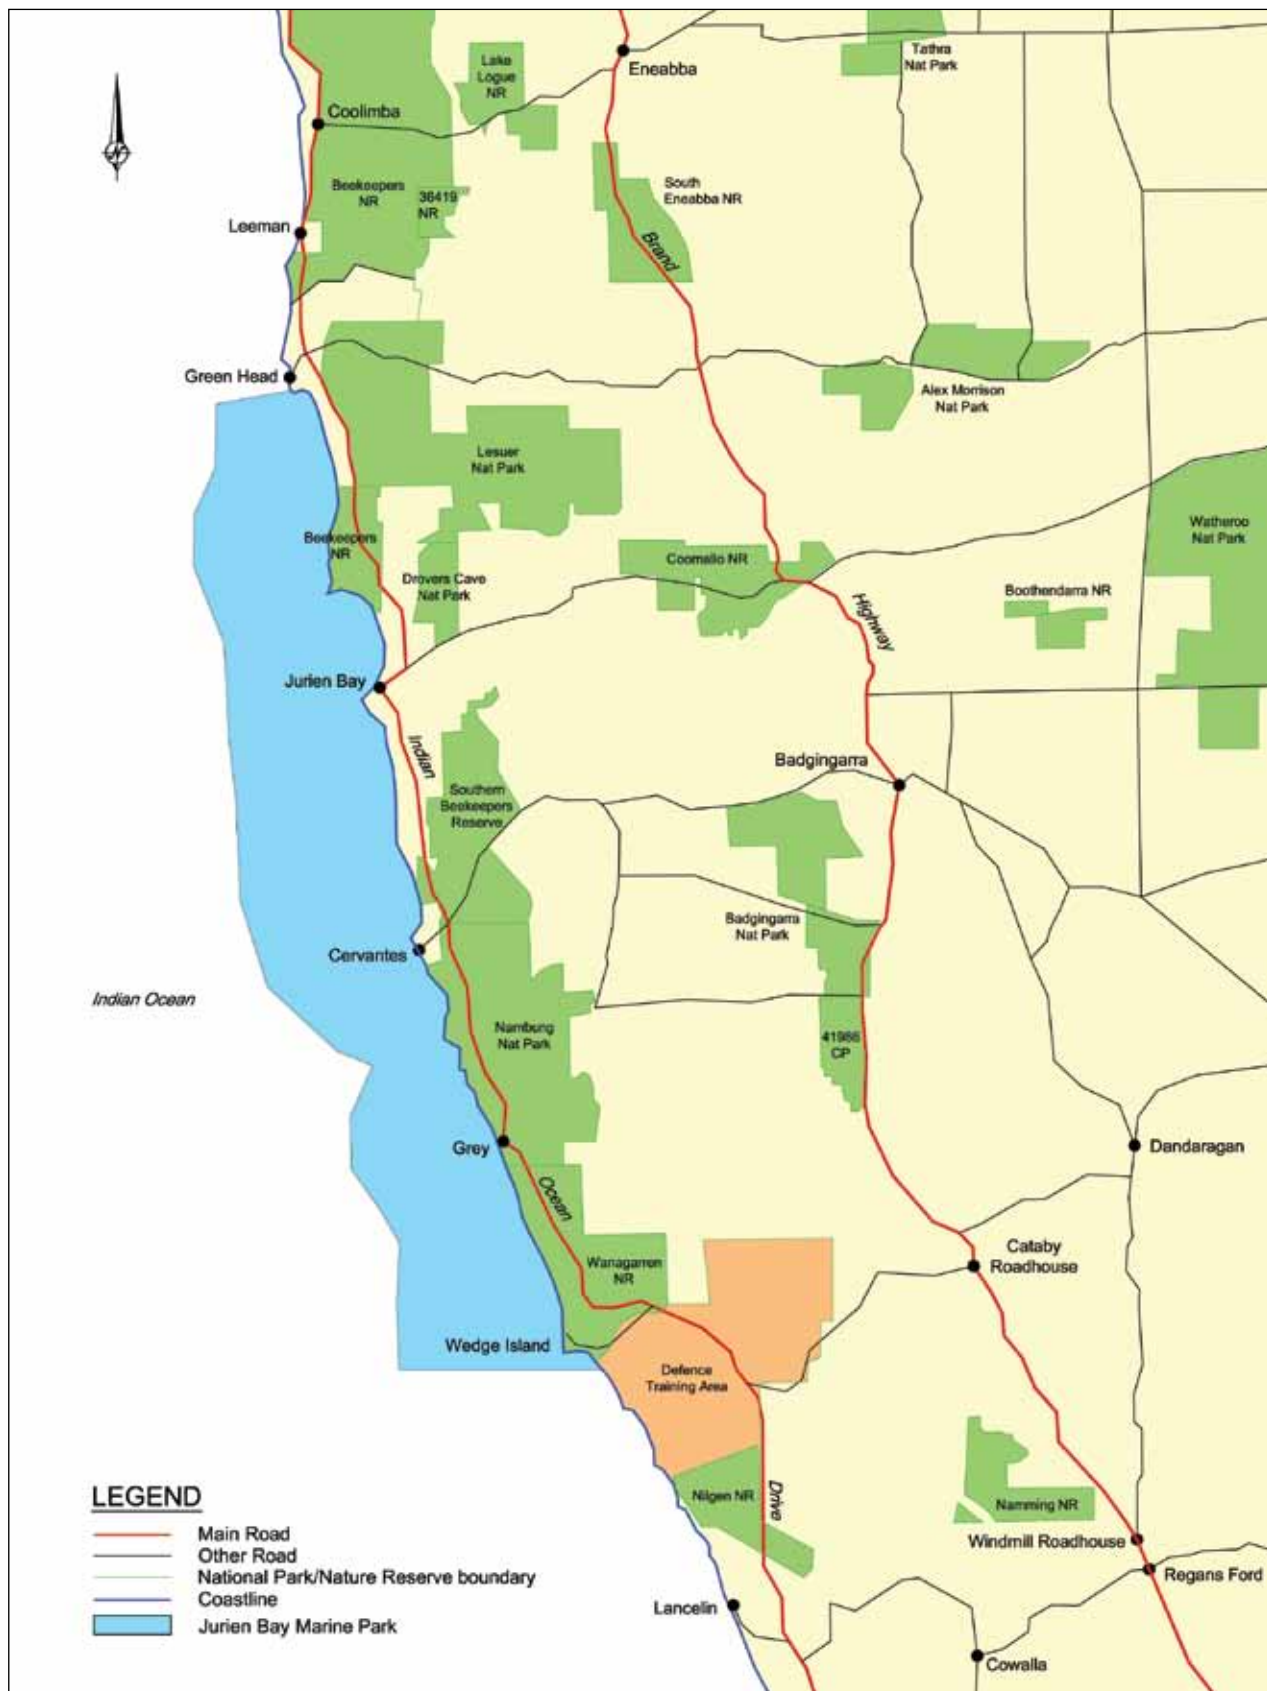 Eneabba
Tathra
Nat Park
Lake
Logue
NR
Coolimba
Beekeepers
NR
36419
NR
South
Eneabba NR
Leeman
Brand
Green Head
Alex Morrison
Nat Park
Lesuer
Nat Park
Watheroo
Nat Park
Beekeepers
NR
Coomallo NR
Drovers Cave
Nat Park
Boothendarra NR
Highway
Jurien Bay
Indian
Badgingarra
Southern
Beekeepers
Reserve
Badgingarra
Nat Park
Cervantes
Indian Ocean
Nambung
Nat Park
41986
CP
Grey
Dandaragan
Ocean
Cataby
Roadhouse
Wanagarren
NR
Wedge Island
Defence
Training Area
Nilgen NR
Drive
Namming NR
Windmill Roadhouse
Regans Ford
Lancelin
Cowalla
N
LEGEND
Main Road
Other Road
National Park/Nature Reserve boundary
Coastline
Jurien Bay Marine Park